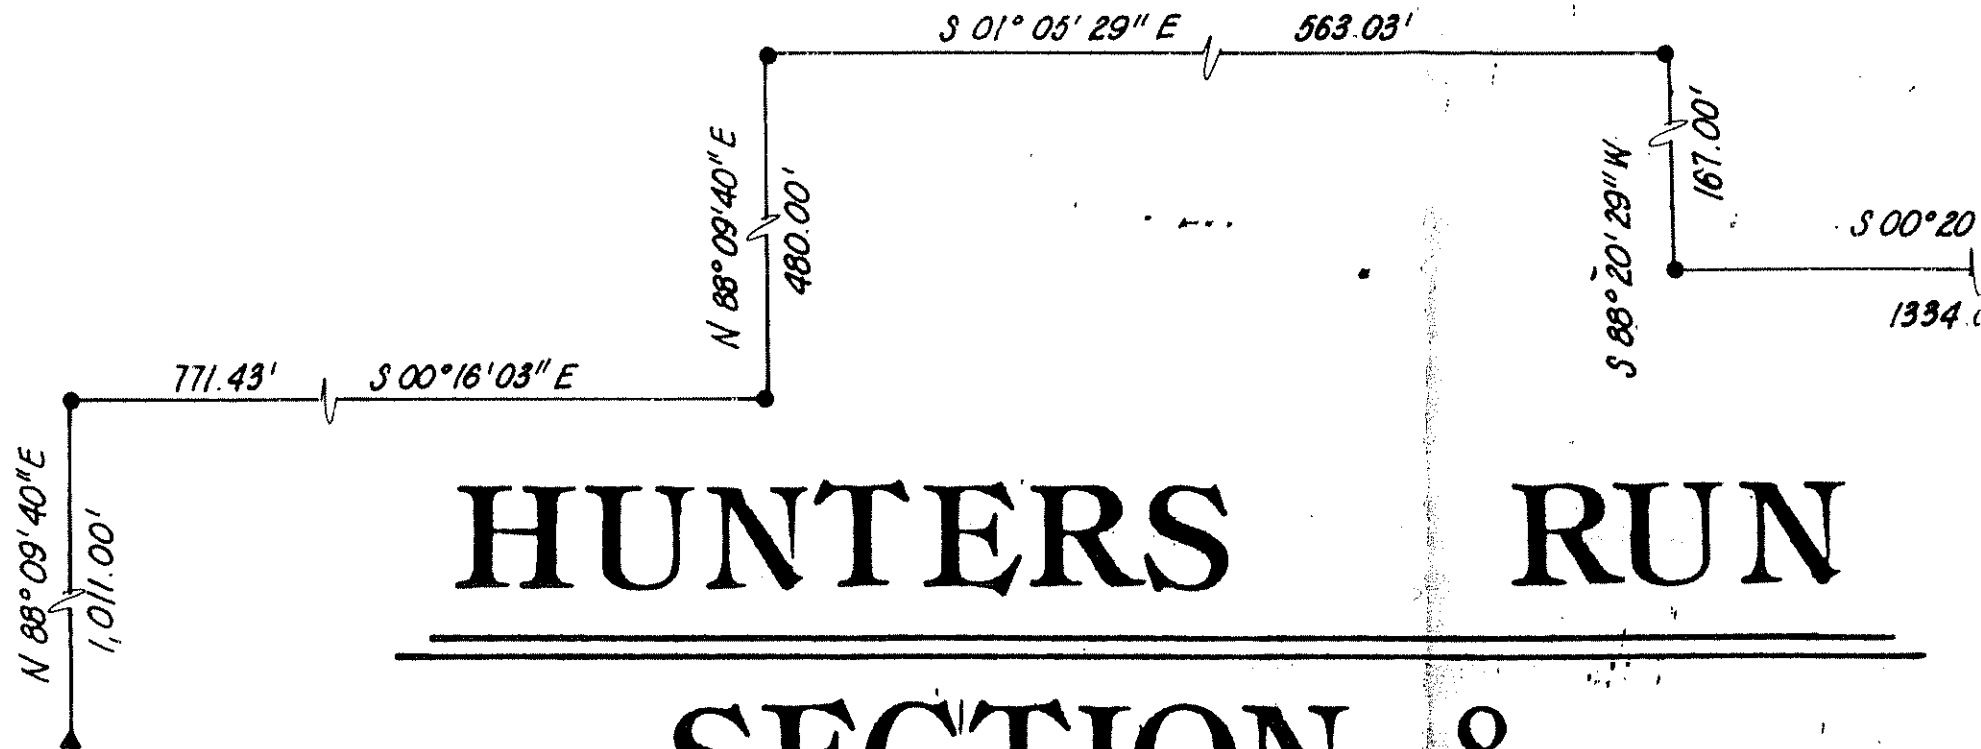 S 01° 05' 29" E 563.03'
N 88° 09' 40" E
480.00'
S 88° 20' 29" W
167.00'
S 00° 20
1334.
771.43' S 00° 16' 03" E
N 88° 09' 40" E
1,011.00'
HUNTERS RUN
SECTION